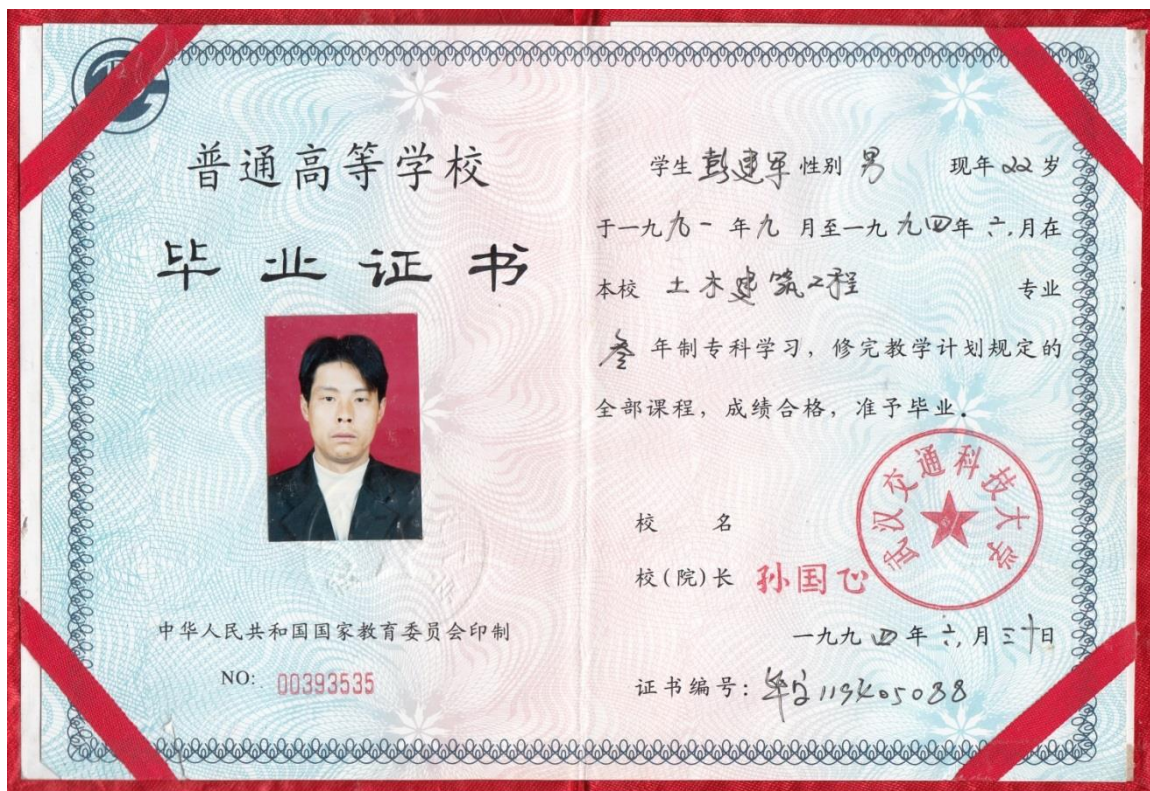 普通高等学校
毕业证书
中华人民共和国国家教育委员会印制
NO: 00393535
学生彭建军性别 男 现年22岁
于一九九一年九月至一九九四年六月在
本校 土木建筑工程 专业
叁年制专科学习，修完教学计划规定的
全部课程，成绩合格，准予毕业．
武汉交通科技大学
校 名
校(院)长 孙国正
一九九四年六月三十日
证书编号：